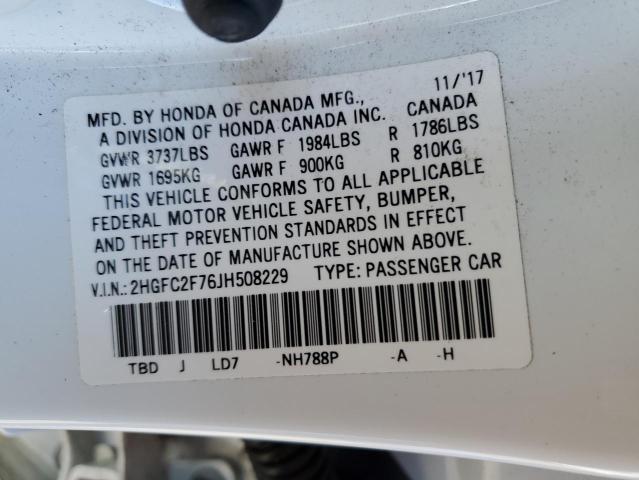 MFD. BY HONDA OF CANADA MFG., 11/'17
A DIVISION OF HONDA CANADA INC. CANADA
GVWR 3737LBS GAWR F 1984LBS R 1786LBS
GVWR 1695KG GAWR F 900KG R 810KG
THIS VEHICLE CONFORMS TO ALL APPLICABLE
FEDERAL MOTOR VEHICLE SAFETY, BUMPER,
AND THEFT PREVENTION STANDARDS IN EFFECT
ON THE DATE OF MANUFACTURE SHOWN ABOVE.
V.I.N.: 2HGFC2F76JH508229 TYPE: PASSENGER CAR
TBD J LD7 -NH788P -A -H